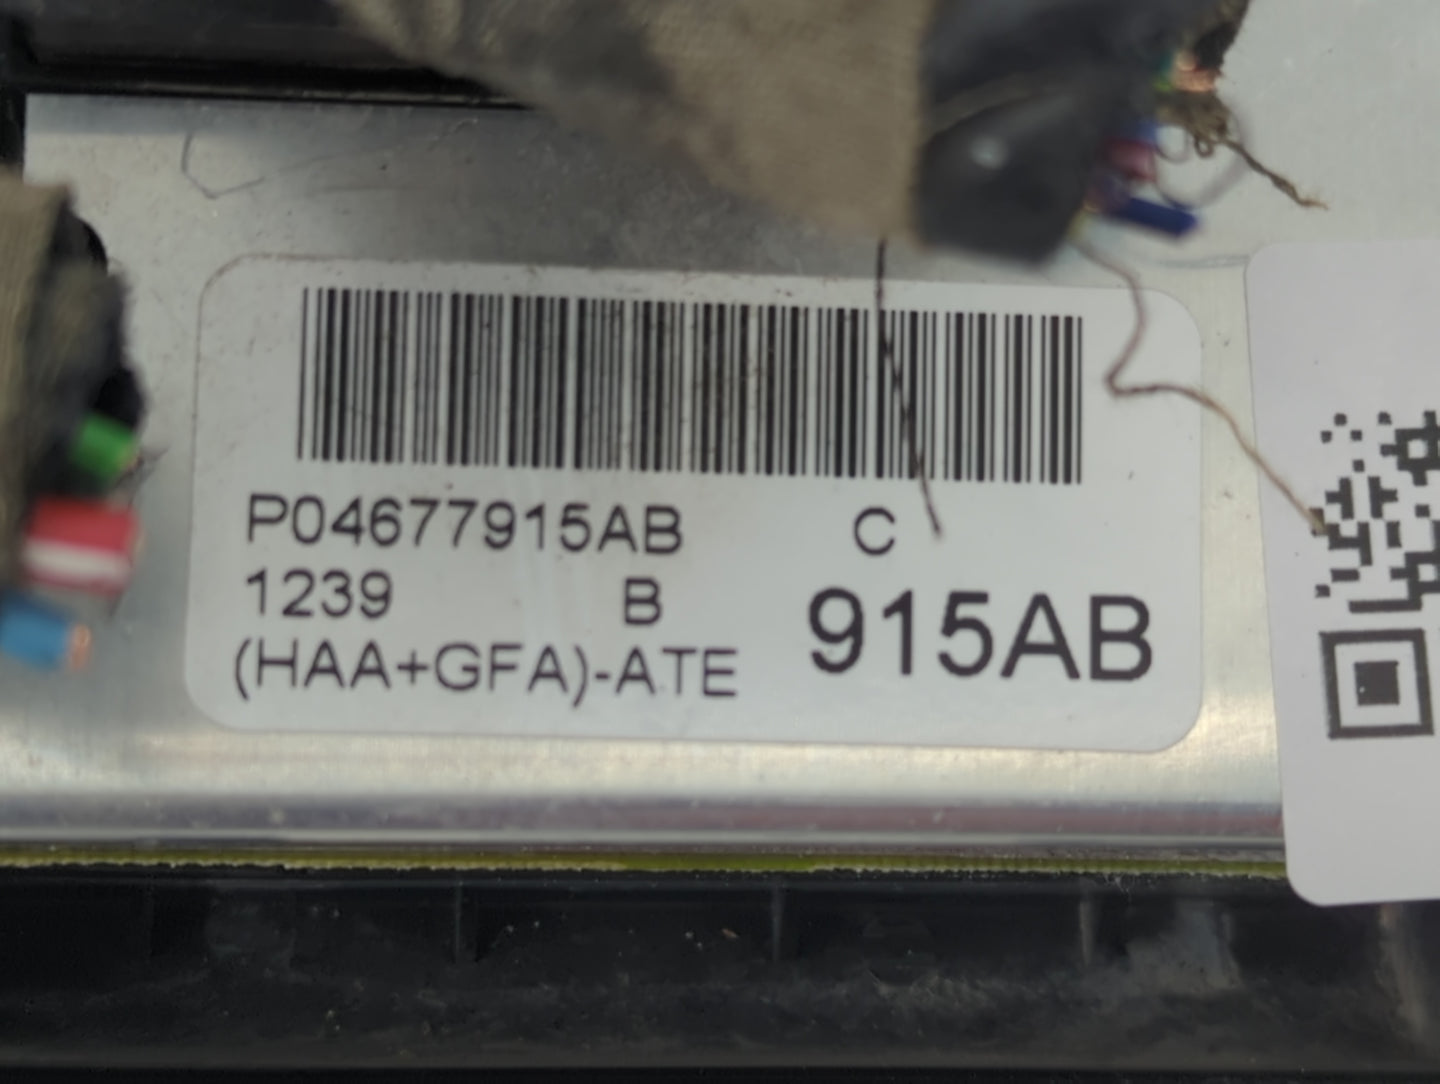 P04677915AB C
1239 B
915AB
(HAA+GFA)-ATE